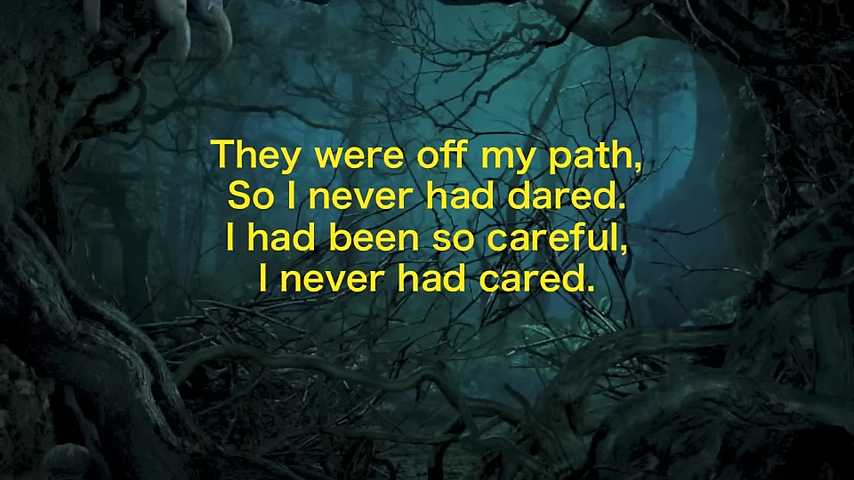 They were off my path,
So I never had dared.
I had been so careful,
I never had cared.